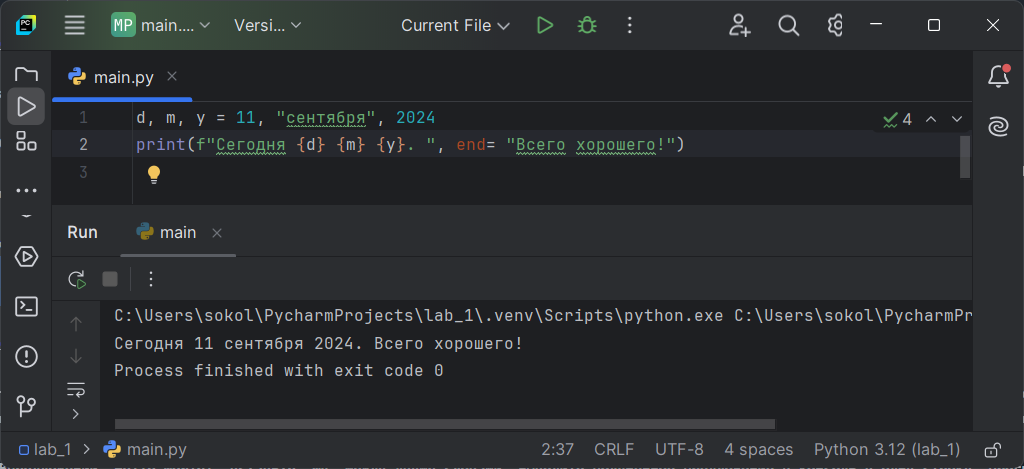 PC
MP main.... Versi... Current File
main.py
1 d, m, y = 11, "сентября", 2024
4
2 print(f"Сегодня {d} {m} {y}. ", end= "Всего хорошего!")
3
Run main
C:\Users\sokol\PycharmProjects\lab_1\.venv\Scripts\python.exe C:\Users\sokol\PycharmPr
Сегодня 11 сентября 2024. Всего хорошего!
Process finished with exit code 0
lab_1 main.py 2:37 CRLF UTF-8 4 spaces Python 3.12 (lab_1)